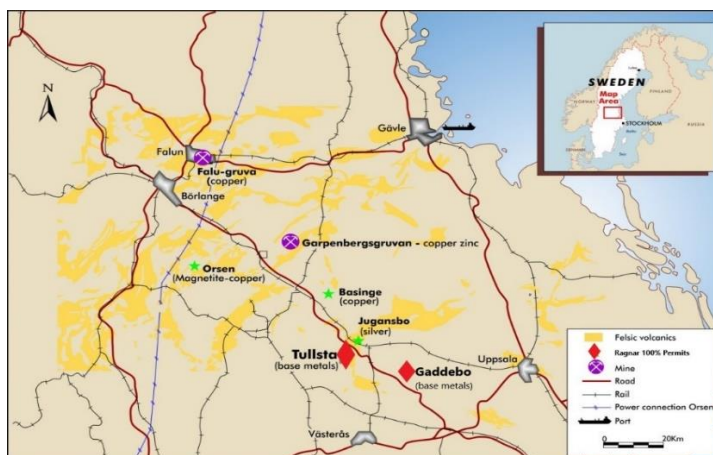 N
Falun
Falu-gruva
(copper)
Börlange
Gävle
Garpenbergsgruvan - copper zinc
Orsen
(Magnetite-copper)
Basinge
(copper)
Jugansbo
(silver)
Tullsta
(base metals)
Gaddebo
(base metals)
Uppsala
Västerås
SWEDEN
NORWAY
FINLAND
Map
Area
STOCKHOLM
RUSSIA
Felsic volcanics
Ragnar 100% Permits
Mine
Road
Rail
Power connection Orsen
Port
0
20Km